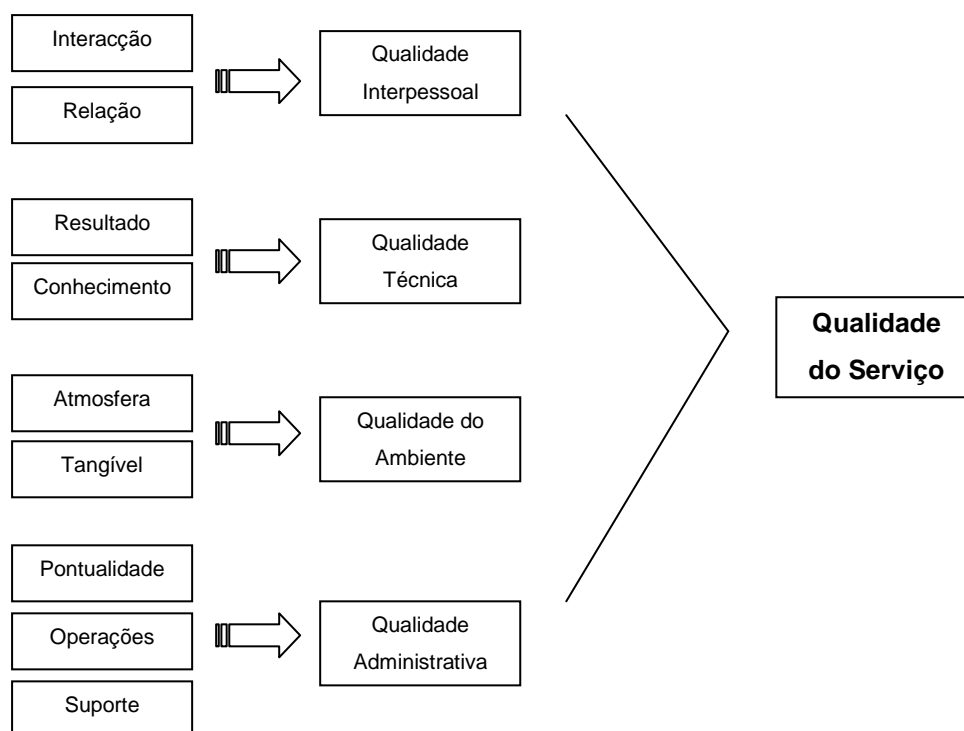 Interacção
Relação
Qualidade
Interpessoal
Resultado
Conhecimento
Qualidade
Técnica
Atmosfera
Tangível
Qualidade do
Ambiente
Pontualidade
Operações
Suporte
Qualidade
Administrativa
Qualidade
do Serviço